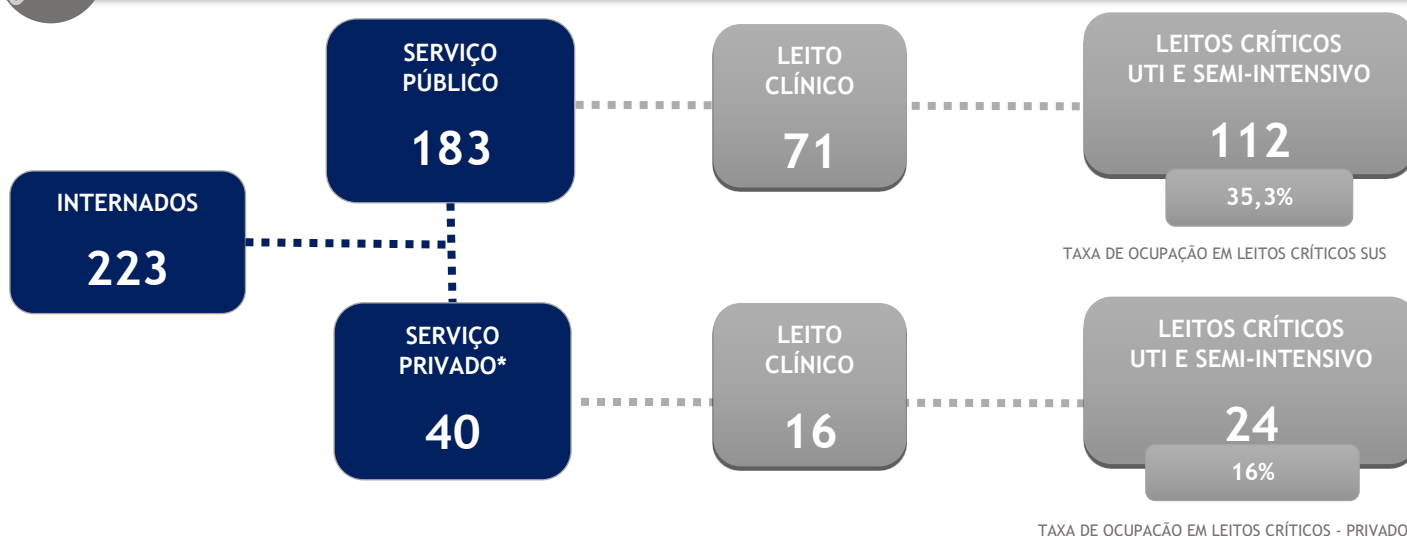 INTERNADOS
223
SERVIÇO
PÚBLICO
183
LEITO
CLÍNICO
71
LEITOS CRÍTICOS
UTI E SEMI-INTENSIVO
112
35,3%
TAXA DE OCUPAÇÃO EM LEITOS CRÍTICOS SUS
SERVIÇO
PRIVADO*
40
LEITO
CLÍNICO
16
LEITOS CRÍTICOS
UTI E SEMI-INTENSIVO
24
16%
TAXA DE OCUPAÇÃO EM LEITOS CRÍTICOS - PRIVADO